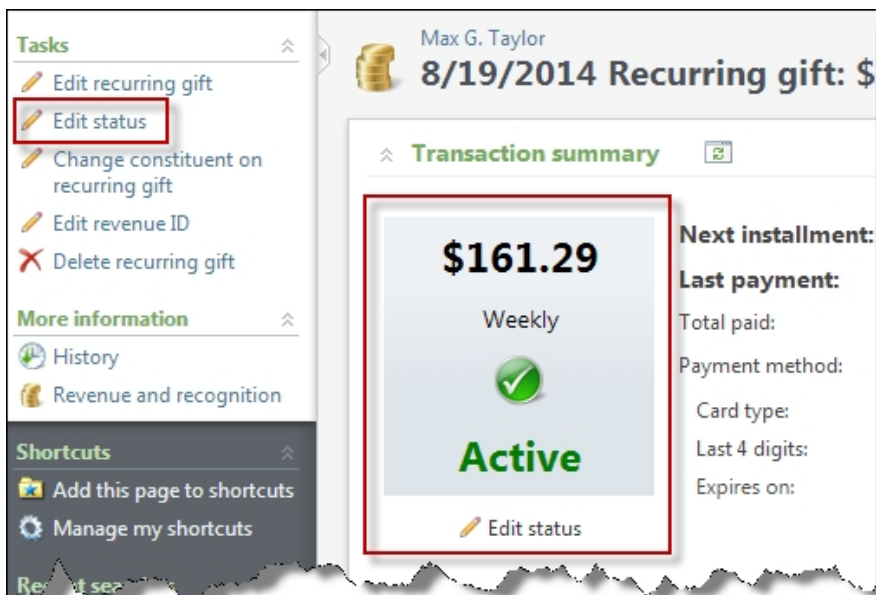 Tasks
Edit recurring gift
Edit status
Change constituent on
recurring gift
Edit revenue ID
Delete recurring gift
More information
History
Revenue and recognition
Shortcuts
Add this page to shortcuts
Manage my shortcuts
Max G. Taylor
8/19/2014 Recurring gift: $
Transaction summary
$161.29
Weekly
Active
Edit status
Next installment:
Last payment:
Total paid:
Payment method:
Card type:
Last 4 digits:
Expires on: